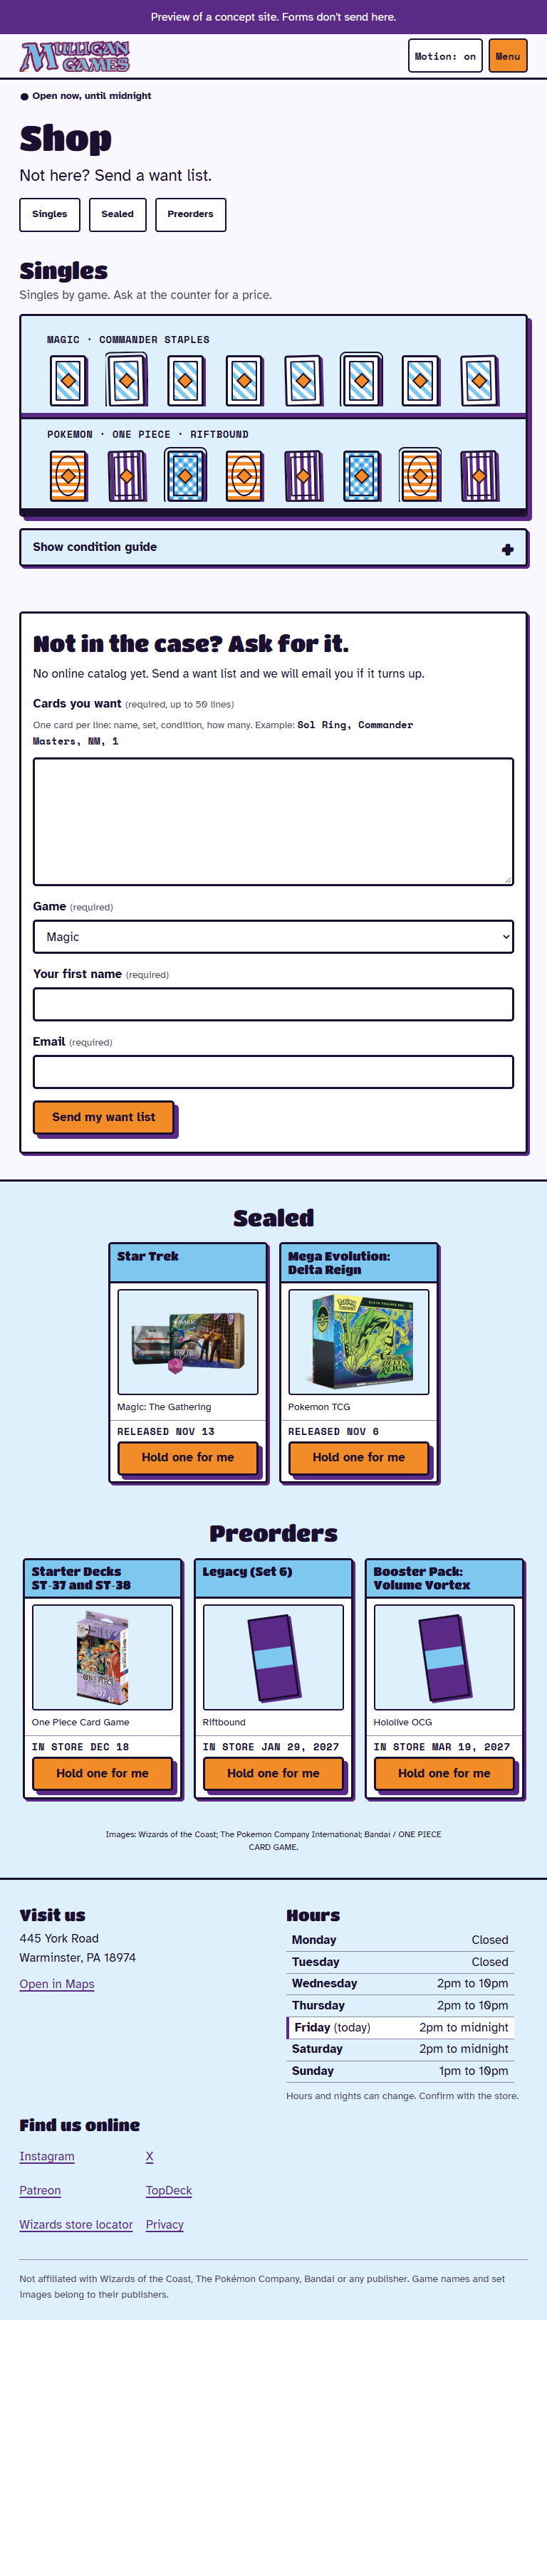 Preview of a concept site. Forms don't send here.
MULLIGAN
GAMES
Motion: on
Menu
Open now, until midnight
Shop
Not here? Send a want list.
Singles
Sealed
Preorders
Singles
Singles by game. Ask at the counter for a price.
MAGIC · COMMANDER STAPLES
POKEMON · ONE PIECE · RIFTBOUND
Show condition guide
Not in the case? Ask for it.
No online catalog yet. Send a want list and we will email you if it turns up.
Cards you want (required, up to 50 lines)
One card per line: name, set, condition, how many. Example: Sol Ring, Commander
Masters, NM, 1
Game (required)
Magic
Your first name (required)
Email (required)
Send my want list
Sealed
Star Trek
Magic: The Gathering
RELEASED NOV 13
Hold one for me
Mega Evolution:
Delta Reign
Pokemon TCG
RELEASED NOV 6
Hold one for me
Preorders
Starter Decks
ST-37 and ST-38
One Piece Card Game
IN STORE DEC 18
Hold one for me
Legacy (Set 6)
Riftbound
IN STORE JAN 29, 2027
Hold one for me
Booster Pack:
Volume Vortex
Hololive OCG
IN STORE MAR 19, 2027
Hold one for me
Images: Wizards of the Coast; The Pokemon Company International; Bandai / ONE PIECE
CARD GAME.
Visit us
445 York Road
Warminster, PA 18974
Open in Maps
Hours
Monday Closed
Tuesday Closed
Wednesday 2pm to 10pm
Thursday 2pm to 10pm
Friday (today) 2pm to midnight
Saturday 2pm to midnight
Sunday 1pm to 10pm
Hours and nights can change. Confirm with the store.
Find us online
Instagram
X
Patreon
TopDeck
Wizards store locator
Privacy
Not affiliated with Wizards of the Coast, The Pokémon Company, Bandai or any publisher. Game names and set
images belong to their publishers.